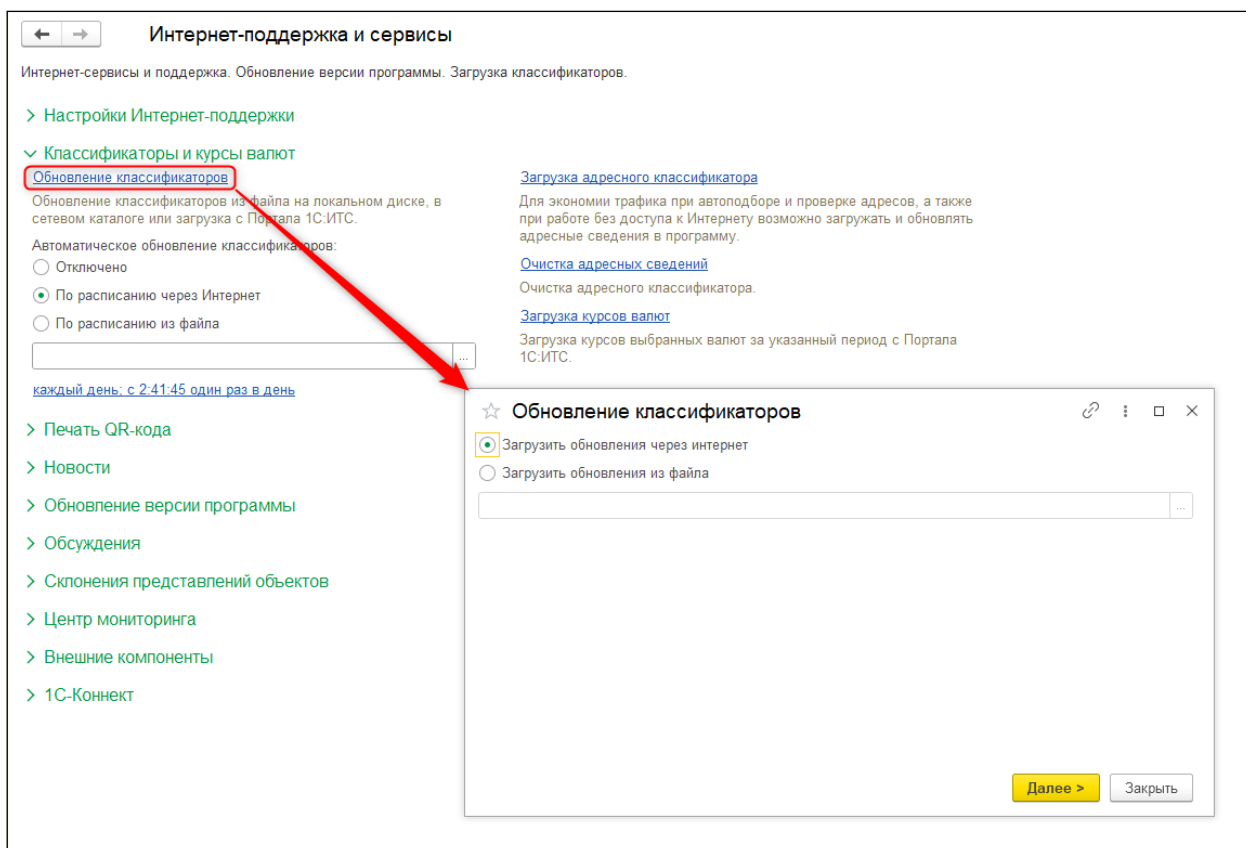 Интернет-поддержка и сервисы
Интернет-сервисы и поддержка. Обновление версии программы. Загрузка классификаторов.
Настройки Интернет-поддержки
Классификаторы и курсы валют
Обновление классификаторов
Обновление классификаторов из файла на локальном диске, в
сетевом каталоге или загрузка с Портала 1С:ИТС.
Автоматическое обновление классификаторов:
Отключено
По расписанию через Интернет
По расписанию из файла
...
каждый день; с 2:41:45 один раз в день
Загрузка адресного классификатора
Для экономии трафика при автоподборе и проверке адресов, а также
при работе без доступа к Интернету возможно загружать и обновлять
адресные сведения в программу.
Очистка адресных сведений
Очистка адресного классификатора.
Загрузка курсов валют
Загрузка курсов выбранных валют за указанный период с Портала
1С:ИТС.
Печать QR-кода
Новости
Обновление версии программы
Обсуждения
Склонения представлений объектов
Центр мониторинга
Внешние компоненты
1С-Коннект
Обновление классификаторов
Загрузить обновления через интернет
Загрузить обновления из файла
...
Далее >
Закрыть